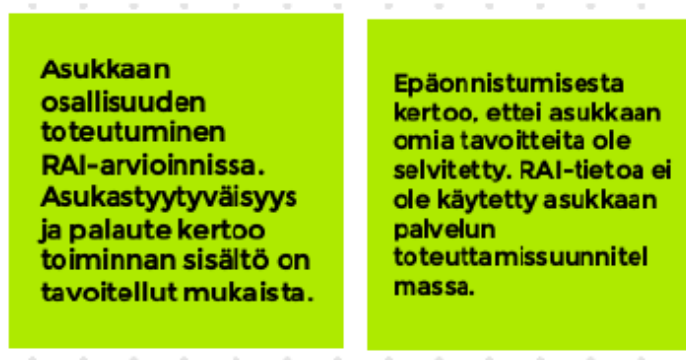 Asukkaan
osallisuuden
toteutuminen
RAI-arvioinnissa.
Asukastyytyväisyys
ja palaute kertoo
toiminnan sisältö on
tavoitellut mukaista.
Epäonnistumisesta
kertoo, ettei asukkaan
omia tavoitteita ole
selvitetty. RAI-tietoa ei
ole käytetty asukkaan
palvelun
toteuttamissuunnitel
massa.